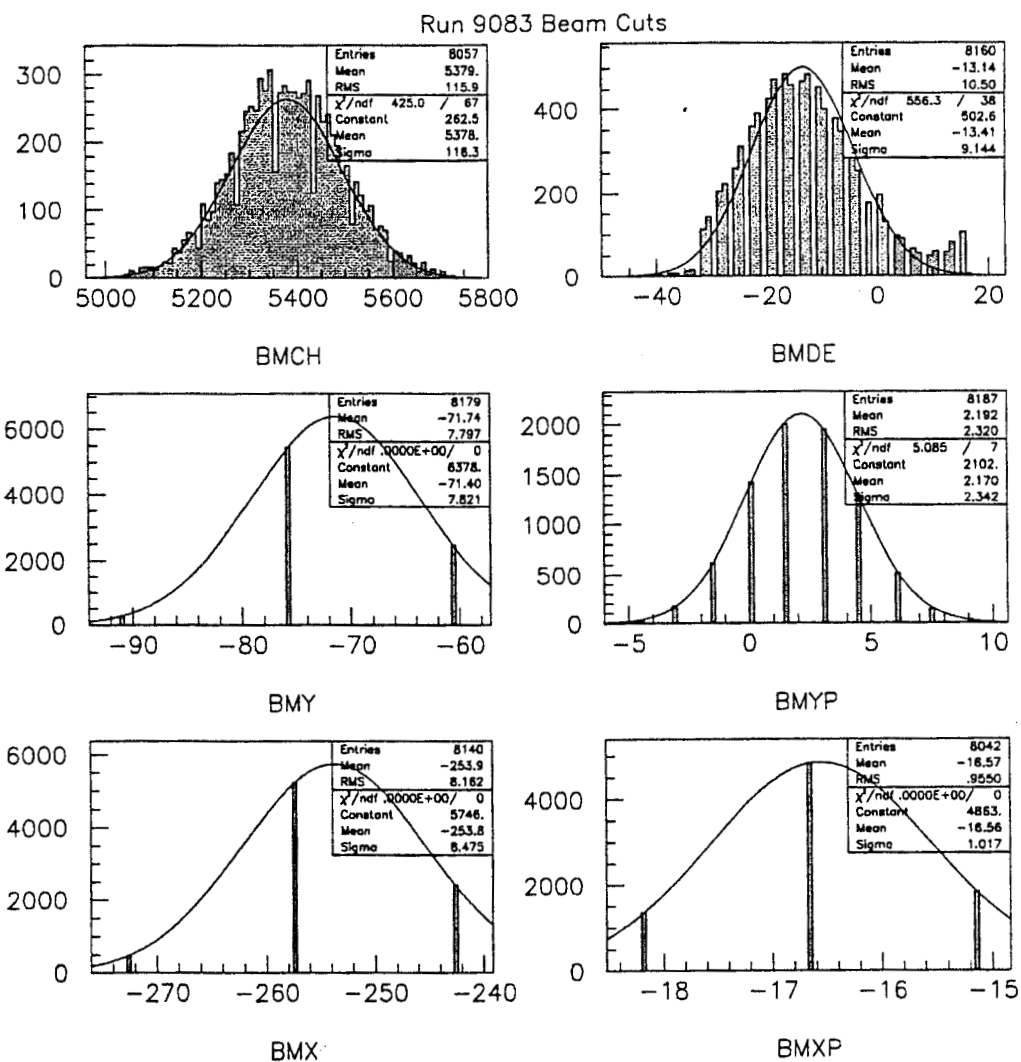 Run 9083 Beam Cuts
Entries 8057
Mean 5379.
RMS 115.9
χ²/ndf 425.0 / 67
Constant 262.5
Mean 5378.
Sigma 116.3
300
200
100
0
5000 5200 5400 5600 5800
BMCH
Entries 8160
Mean -13.14
RMS 10.50
χ²/ndf 556.3 / 38
Constant 502.6
Mean -13.41
Sigma 9.144
400
200
0
-40 -20 0 20
BMDE
Entries 8179
Mean -71.74
RMS 7.797
χ²/ndf .0000E+00/ 0
Constant 6378.
Mean -71.40
Sigma 7.821
6000
4000
2000
0
-90 -80 -70 -60
BMY
Entries 8187
Mean 2.192
RMS 2.320
χ²/ndf 5.085 / 7
Constant 2102.
Mean 2.170
Sigma 2.342
2000
1500
1000
500
0
-5 0 5 10
BMYP
Entries 8140
Mean -253.9
RMS 8.162
χ²/ndf .0000E+00/ 0
Constant 5746.
Mean -253.8
Sigma 8.475
6000
4000
2000
0
-270 -260 -250 -240
BMX
Entries 8042
Mean -16.57
RMS .9550
χ²/ndf .0000E+00/ 0
Constant 4863.
Mean -16.56
Sigma 1.017
4000
2000
0
-18 -17 -16 -15
BMXP